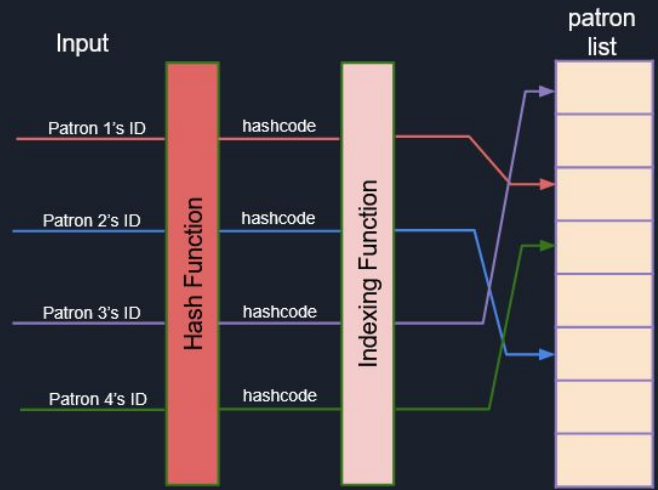 Input
patron
list
Patron 1's ID
hashcode
Patron 2's ID
hashcode
Patron 3's ID
hashcode
Patron 4's ID
hashcode
Hash Function
Indexing Function